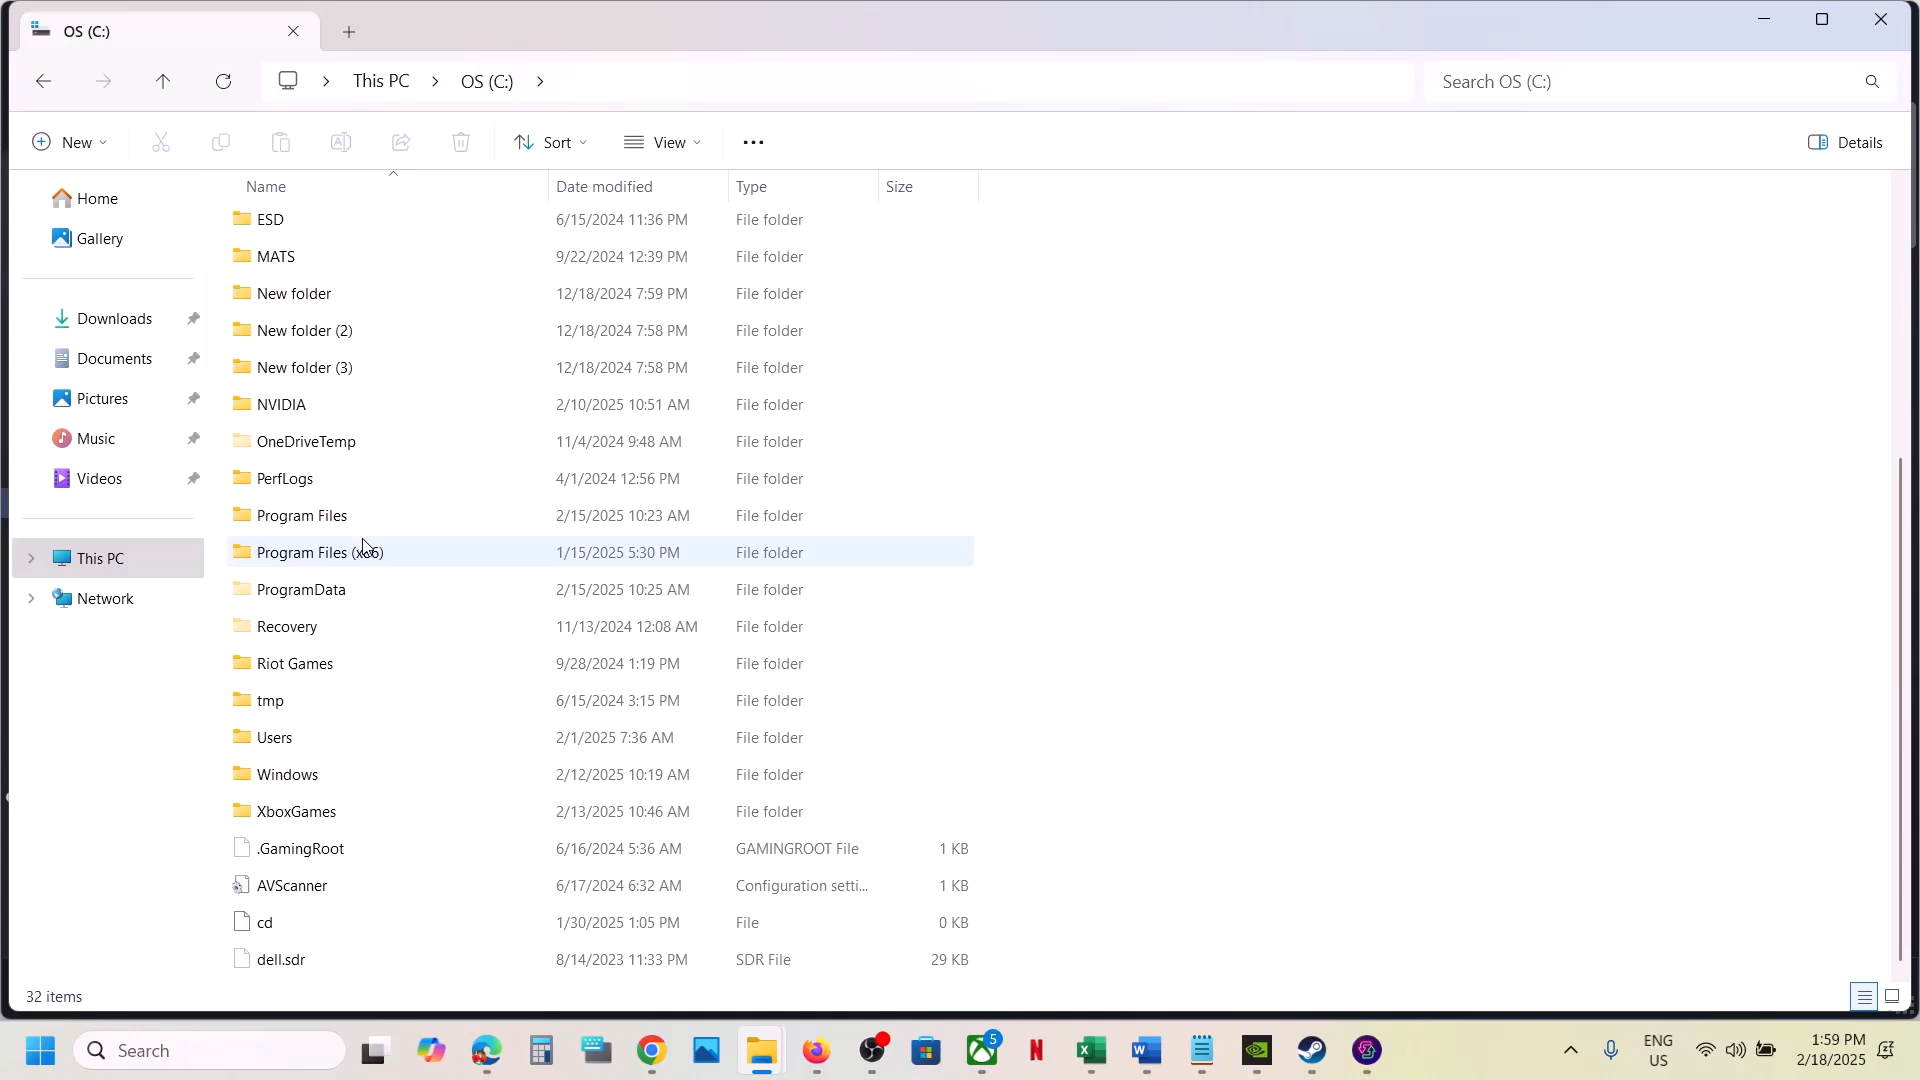 OS (C:)
This PC
OS (C:)
Search OS (C:)
New
Sort
View
Details
Name
Date modified
Type
Size
Home
Gallery
Downloads
Documents
Pictures
Music
Videos
This PC
Network
ESD 6/15/2024 11:36 PM File folder
MATS 9/22/2024 12:39 PM File folder
New folder 12/18/2024 7:59 PM File folder
New folder (2) 12/18/2024 7:58 PM File folder
New folder (3) 12/18/2024 7:58 PM File folder
NVIDIA 2/10/2025 10:51 AM File folder
OneDriveTemp 11/4/2024 9:48 AM File folder
PerfLogs 4/1/2024 12:56 PM File folder
Program Files 2/15/2025 10:23 AM File folder
Program Files (x86) 1/15/2025 5:30 PM File folder
ProgramData 2/15/2025 10:25 AM File folder
Recovery 11/13/2024 12:08 AM File folder
Riot Games 9/28/2024 1:19 PM File folder
tmp 6/15/2024 3:15 PM File folder
Users 2/1/2025 7:36 AM File folder
Windows 2/12/2025 10:19 AM File folder
XboxGames 2/13/2025 10:46 AM File folder
.GamingRoot 6/16/2024 5:36 AM GAMINGROOT File 1 KB
AVScanner 6/17/2024 6:32 AM Configuration setti... 1 KB
cd 1/30/2025 1:05 PM File 0 KB
dell.sdr 8/14/2023 11:33 PM SDR File 29 KB
32 items
Search
5
ENG
US
1:59 PM
2/18/2025